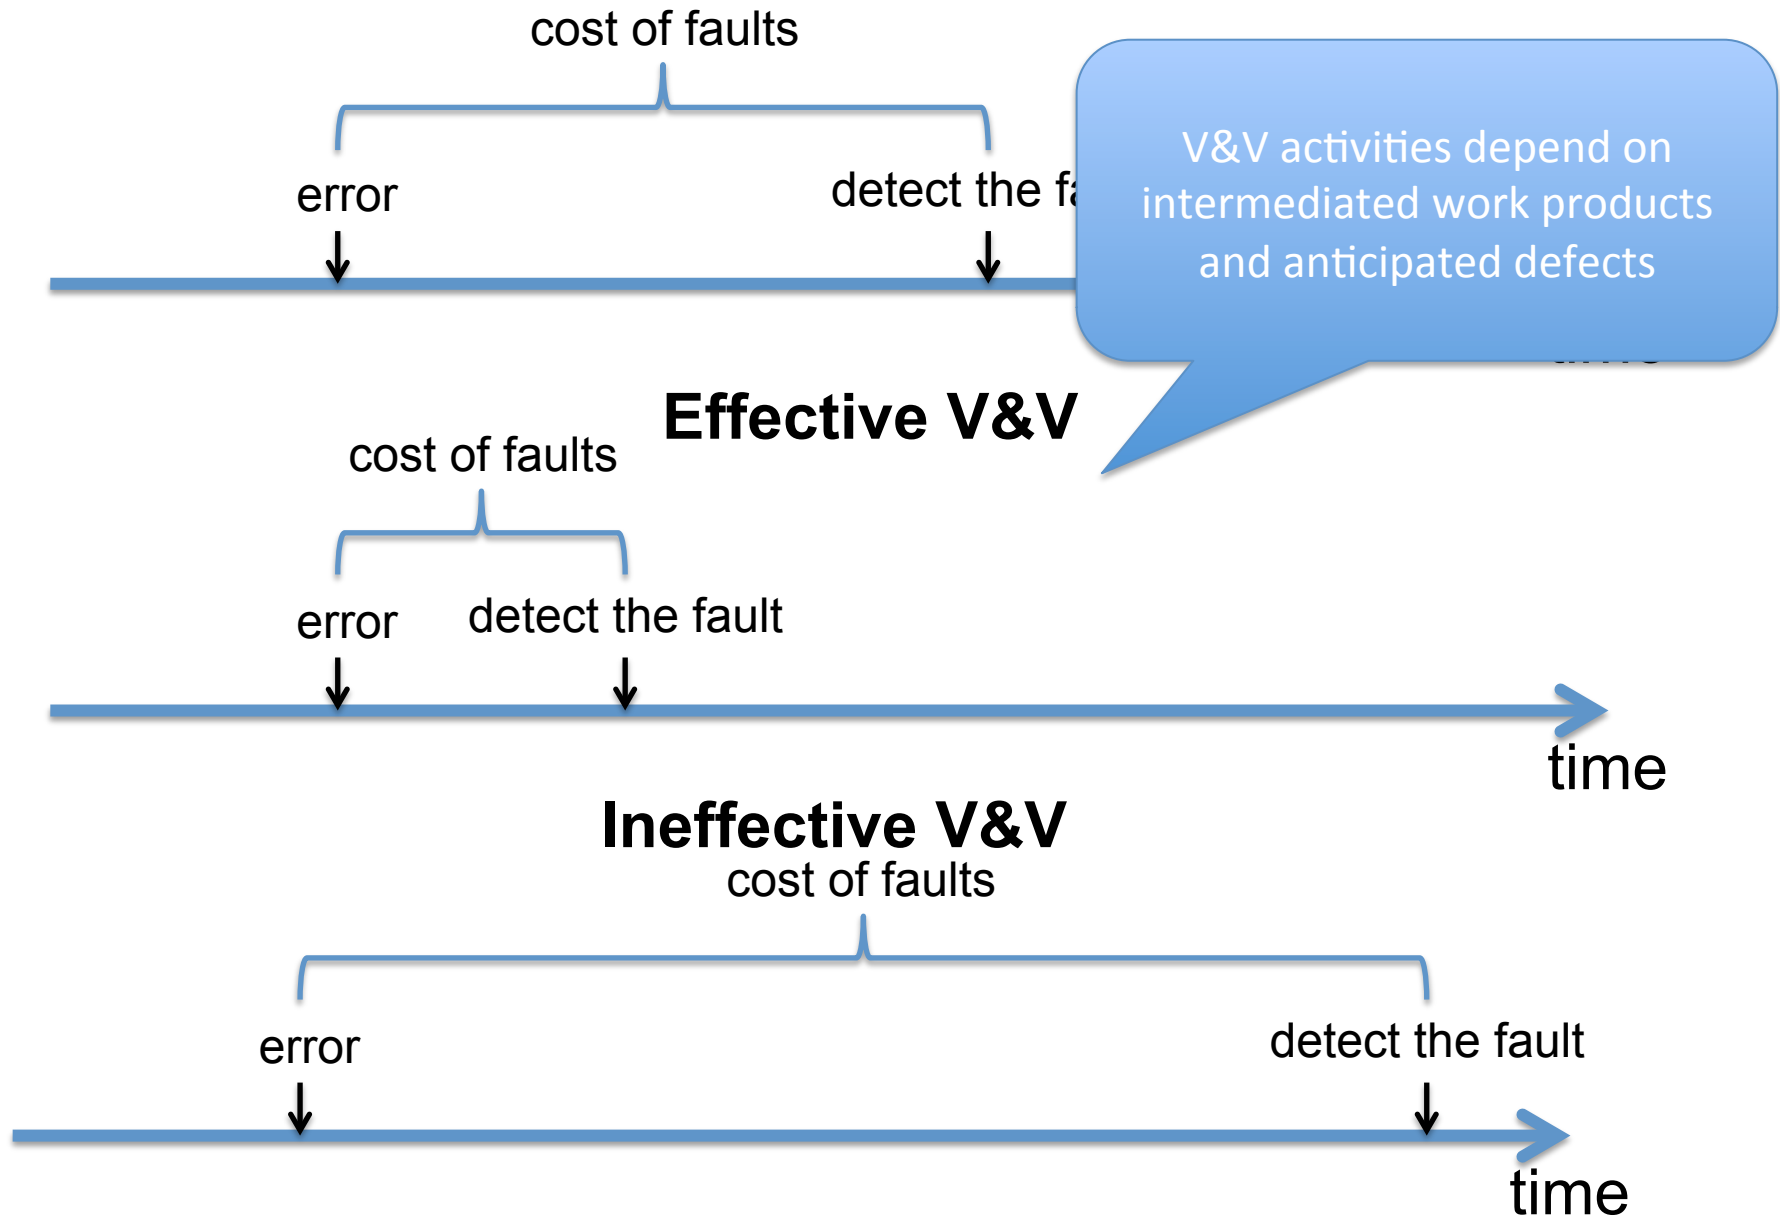 cost of faults
V&V activities depend on
intermediated work products
and anticipated defects
error
detect the
Effective V&V
cost of faults
error
detect the fault
time
Ineffective V&V
cost of faults
error
detect the fault
time